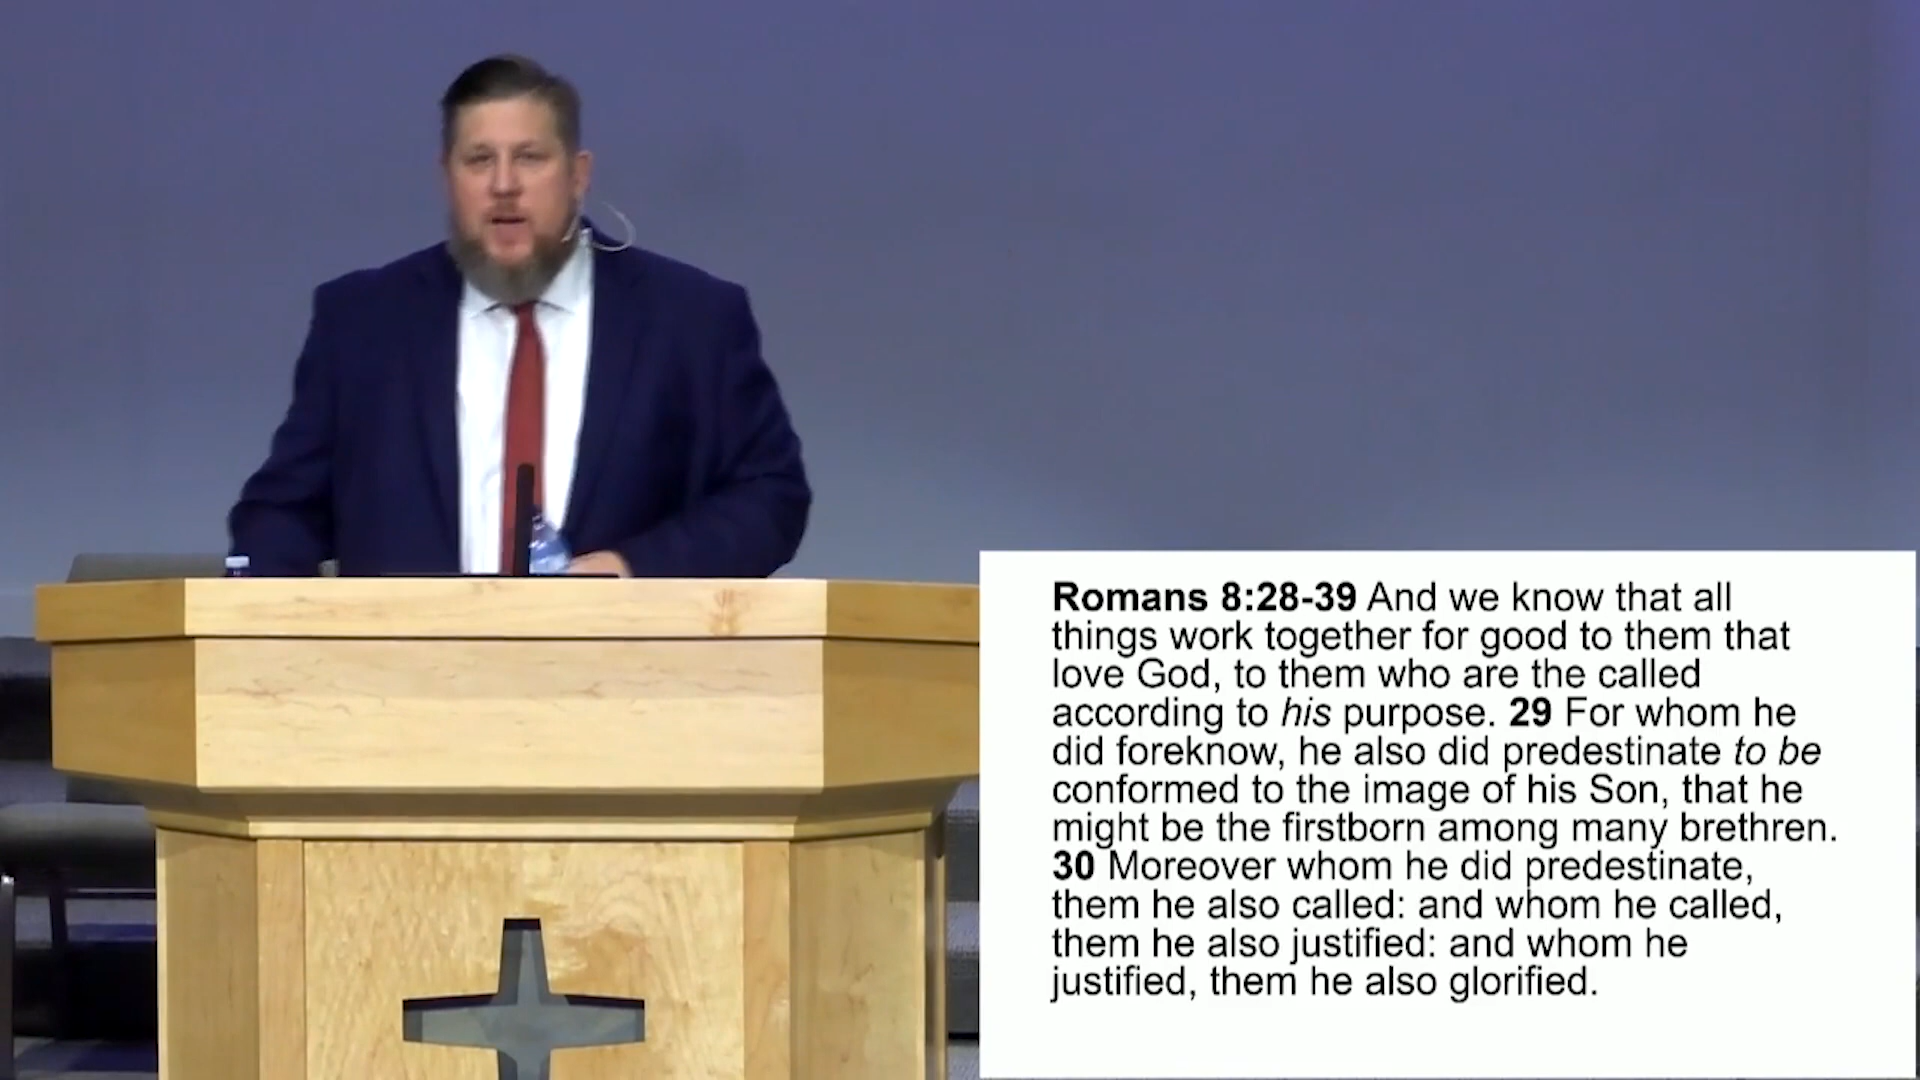 Romans 8:28-39 And we know that all
things work together for good to them that
love God, to them who are the called
according to his purpose. 29 For whom he
did foreknow, he also did predestinate to be
conformed to the image of his Son, that he
might be the firstborn among many brethren.
30 Moreover whom he did predestinate,
them he also called: and whom he called,
them he also justified: and whom he
justified, them he also glorified.